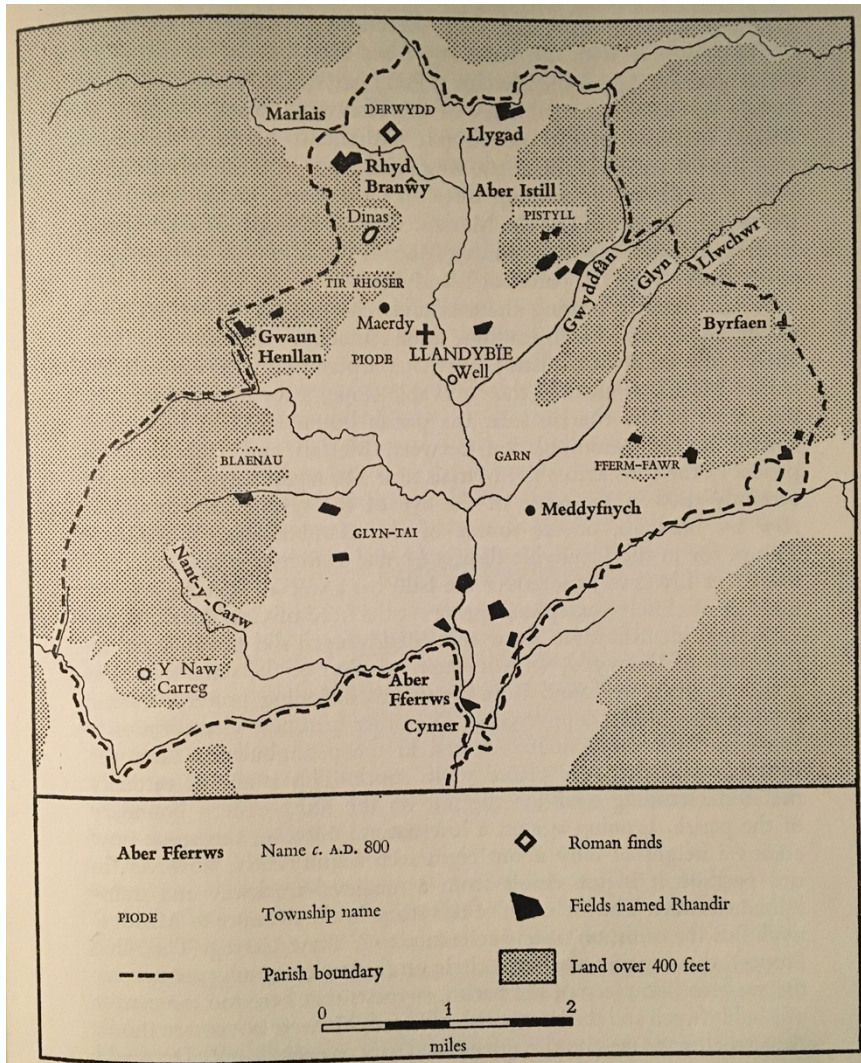 Marlais
DERWYDD
Llygad
Rhyd
Branŵy
Aber Istill
Dinas
PISTYLL
Gwyddfân
Glyn
Llwchwr
TIR RHOSER
Maerdy
Byrfaen
Gwaun
Henllan
PIODE
LLANDYBÏE
Well
BLAENAU
GARN
FFERM-FAWR
GLYN-TAI
Meddyfnych
Nant-y-Carw
Y Naw
Carreg
Aber
Fferrws
Cymer
Aber Fferrws Name c. A.D. 800
Roman finds
PIODE Township name
Fields named Rhandir
Parish boundary
Land over 400 feet
0 1 2
miles